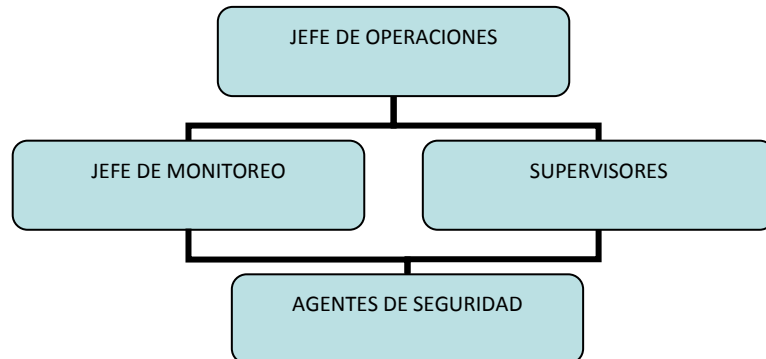 JEFE DE OPERACIONES
JEFE DE MONITOREO
SUPERVISORES
AGENTES DE SEGURIDAD